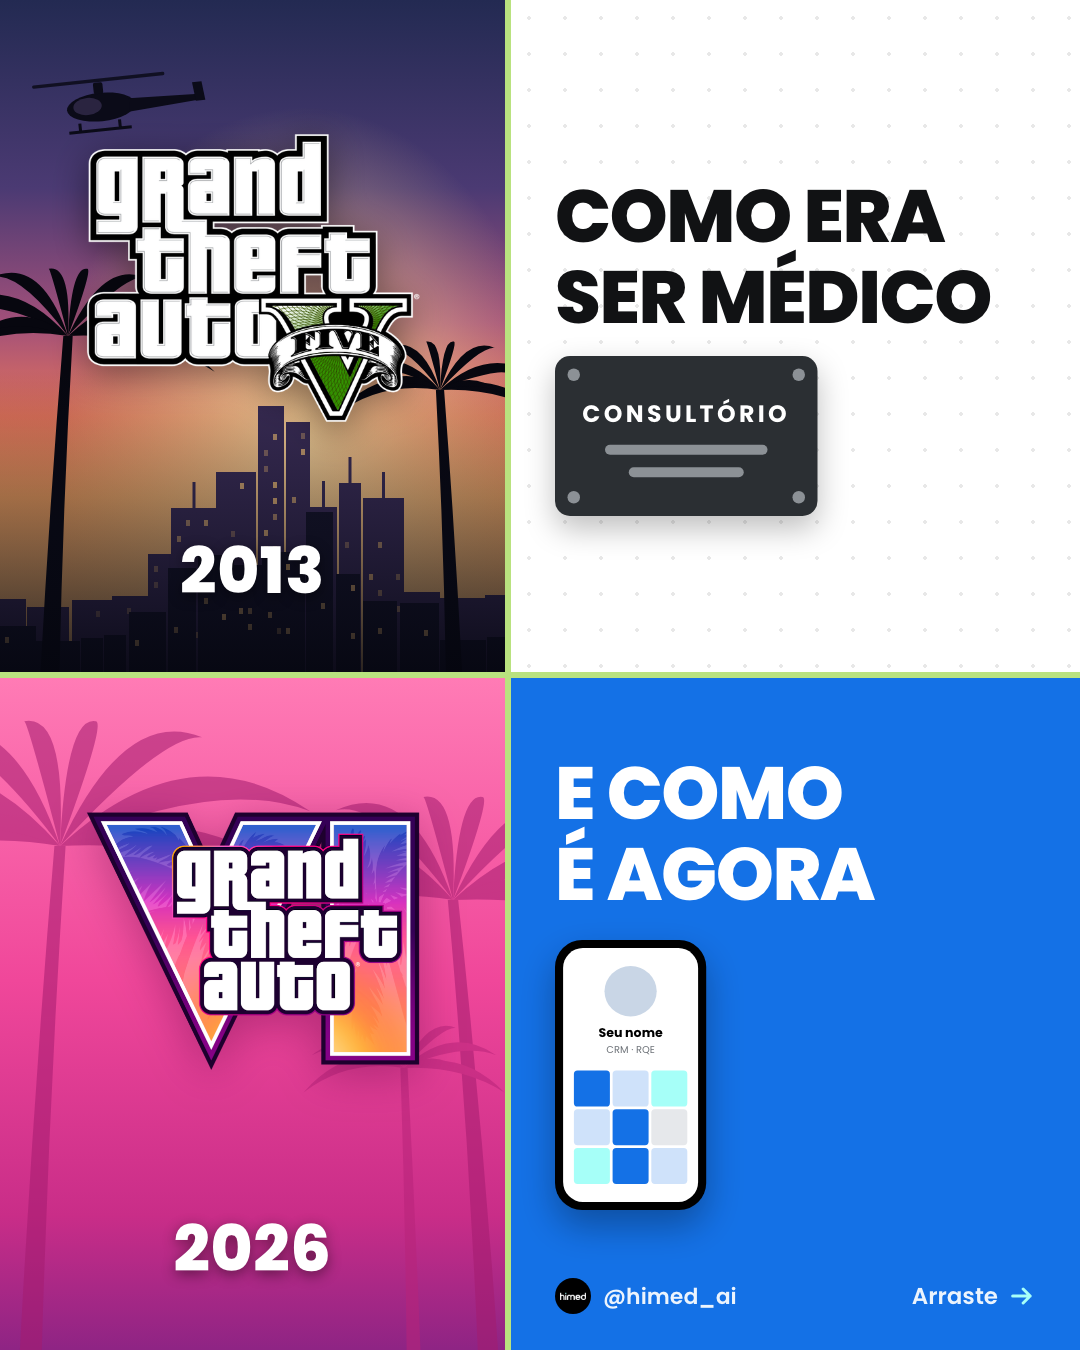 grand
theft
auto
FIVE
®
2013
COMO ERA
SER MÉDICO
CONSULTÓRIO
VI
grand
theft
auto
2026
E COMO
É AGORA
Seu nome
CRM · RQE
himed
@himed_ai
Arraste →